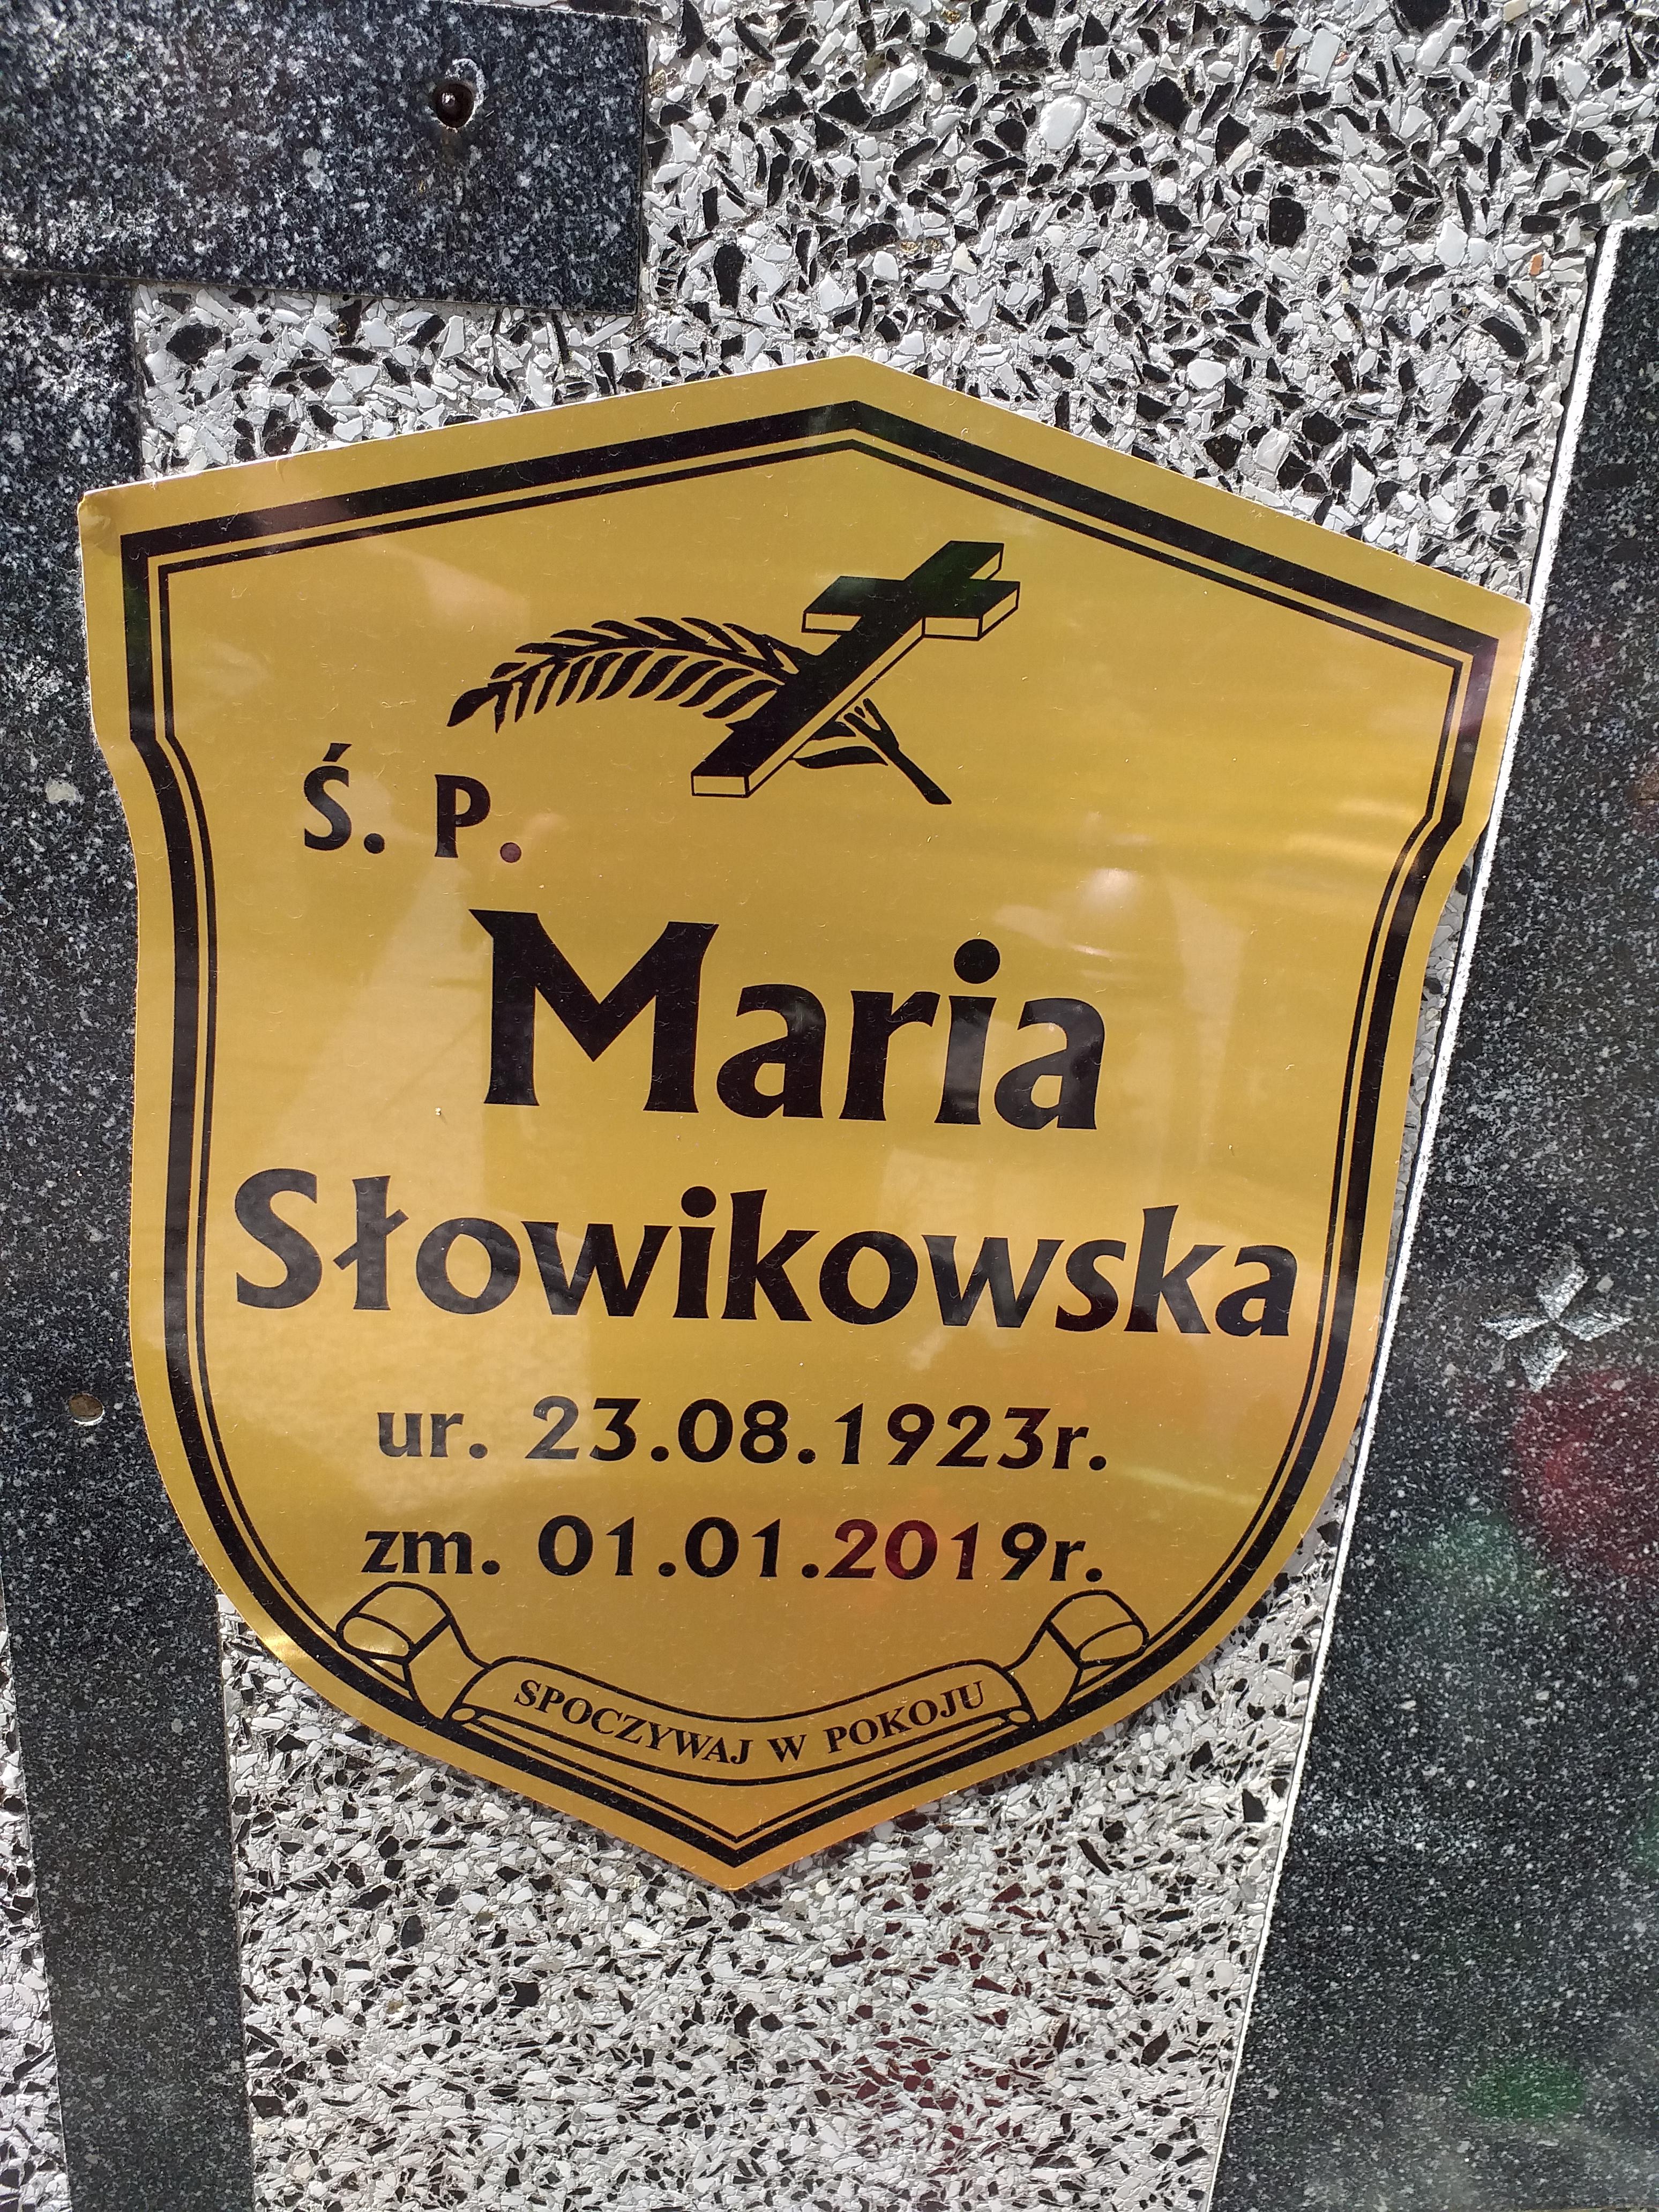 Ś. P.
Maria
Słowikowska
ur. 23.08.1923r.
zm. 01.01.2019r.
SPOCZYWAJ W POKOJU